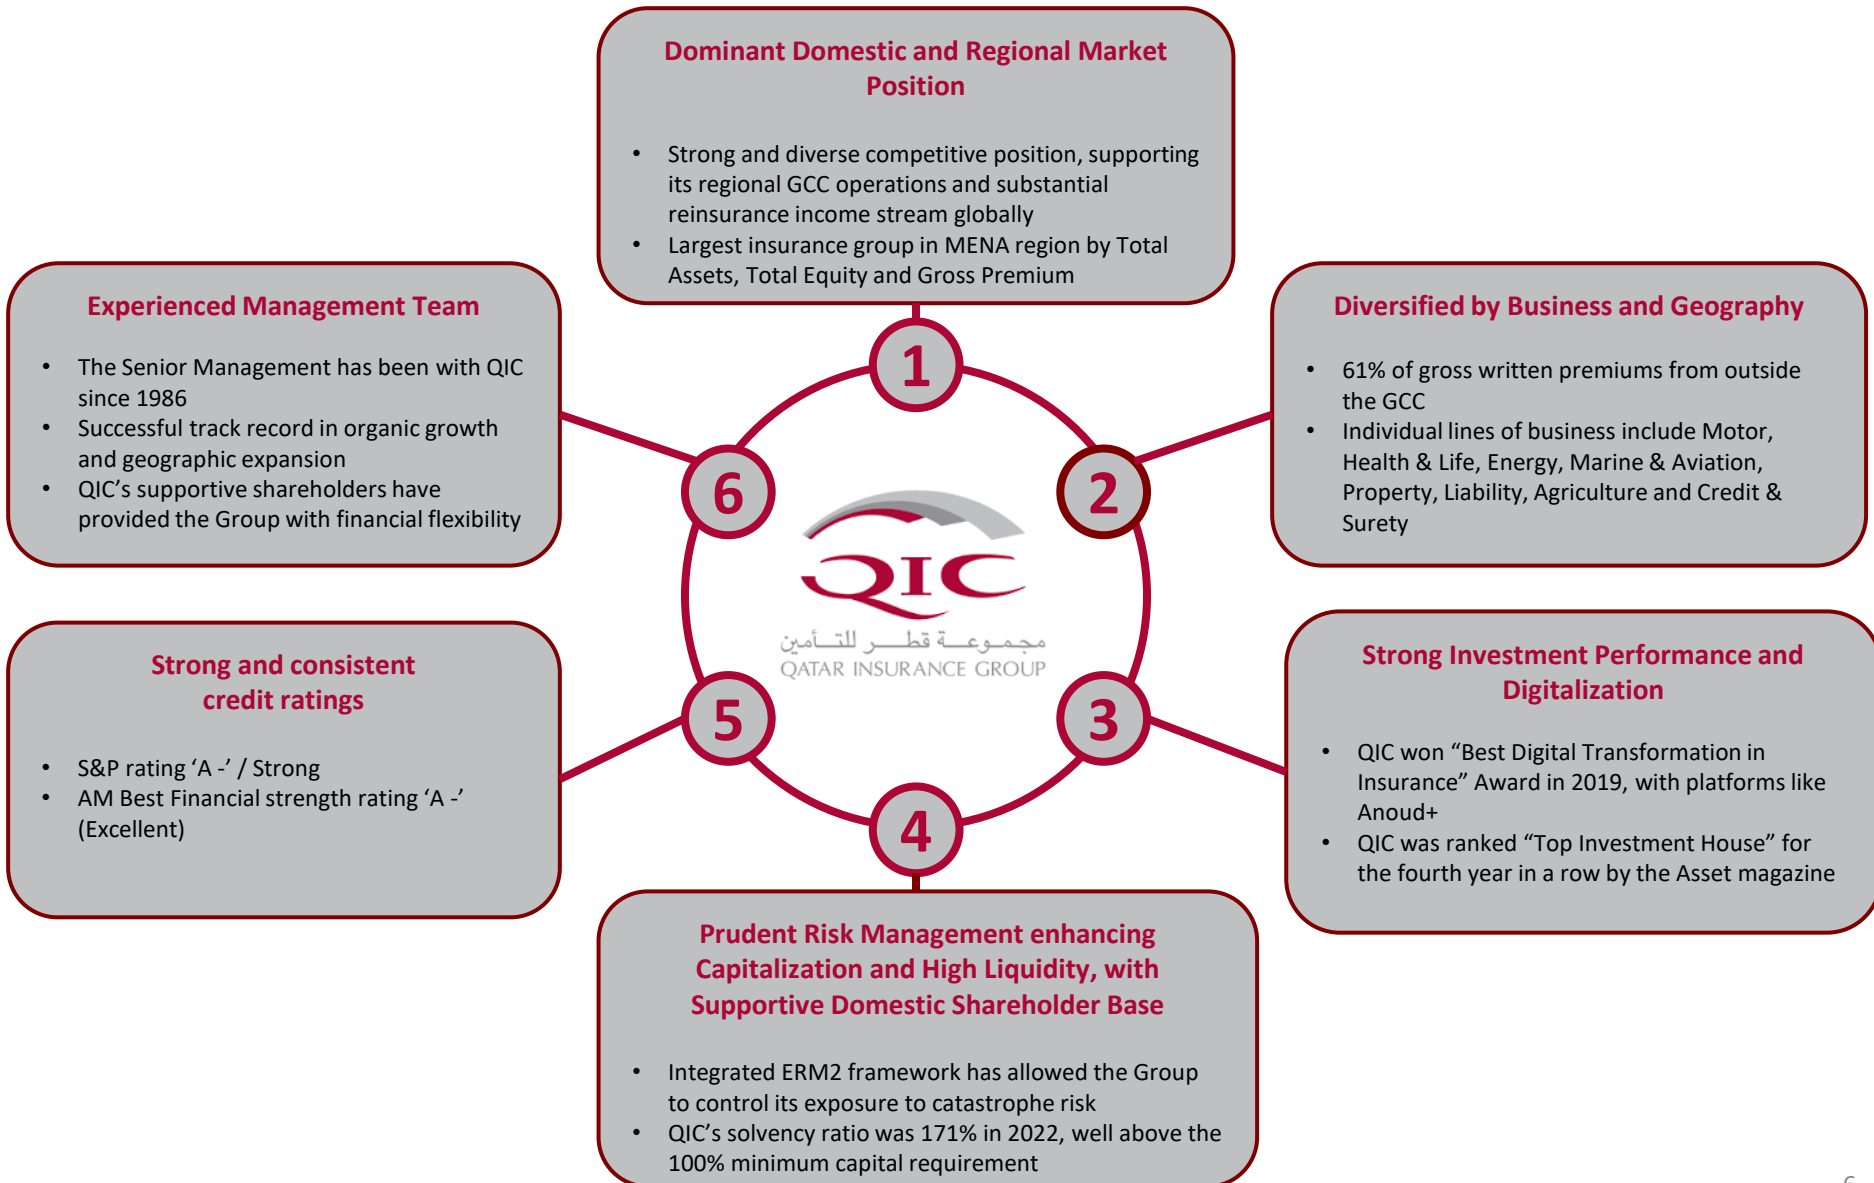 Dominant Domestic and Regional Market
Position
• Strong and diverse competitive position, supporting
its regional GCC operations and substantial
reinsurance income stream globally
• Largest insurance group in MENA region by Total
Assets, Total Equity and Gross Premium
1
Diversified by Business and Geography
• 61% of gross written premiums from outside
the GCC
• Individual lines of business include Motor,
Health & Life, Energy, Marine & Aviation,
Property, Liability, Agriculture and Credit &
Surety
2
Strong Investment Performance and
Digitalization
• QIC won “Best Digital Transformation in
Insurance” Award in 2019, with platforms like
Anoud+
• QIC was ranked “Top Investment House” for
the fourth year in a row by the Asset magazine
3
4
Prudent Risk Management enhancing
Capitalization and High Liquidity, with
Supportive Domestic Shareholder Base
• Integrated ERM2 framework has allowed the Group
to control its exposure to catastrophe risk
• QIC’s solvency ratio was 171% in 2022, well above the
100% minimum capital requirement
5
Strong and consistent
credit ratings
• S&P rating ‘A -’ / Strong
• AM Best Financial strength rating ‘A -’
(Excellent)
6
Experienced Management Team
• The Senior Management has been with QIC
since 1986
• Successful track record in organic growth
and geographic expansion
• QIC’s supportive shareholders have
provided the Group with financial flexibility
QIC
مجموعة قطر للتأمين
QATAR INSURANCE GROUP